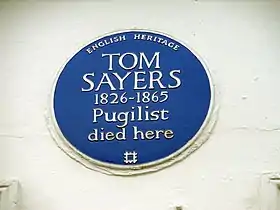 ENGLISH HERITAGE
TOM
SAYERS
1826-1865
Pugilist
died here